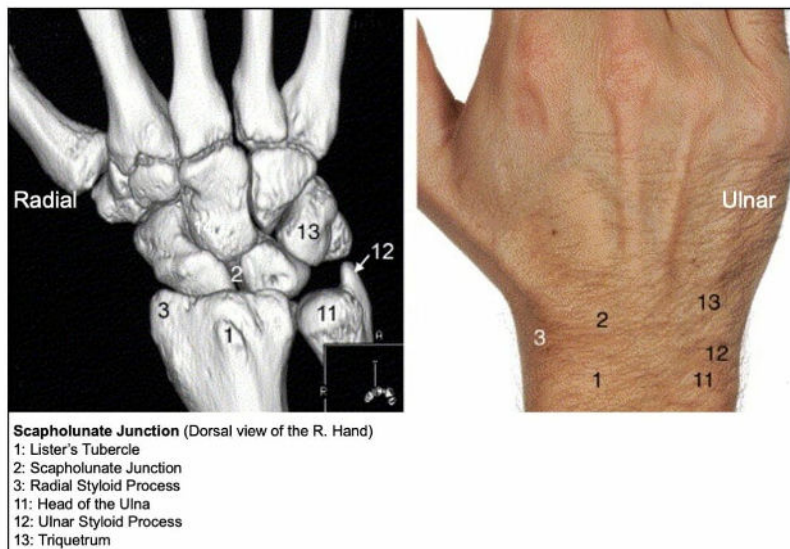 Radial
13
12
2
3
11
1
A
R
Ulnar
13
2
3
12
1
11
Scapholunate Junction (Dorsal view of the R. Hand)
1: Lister's Tubercle
2: Scapholunate Junction
3: Radial Styloid Process
11: Head of the Ulna
12: Ulnar Styloid Process
13: Triquetrum